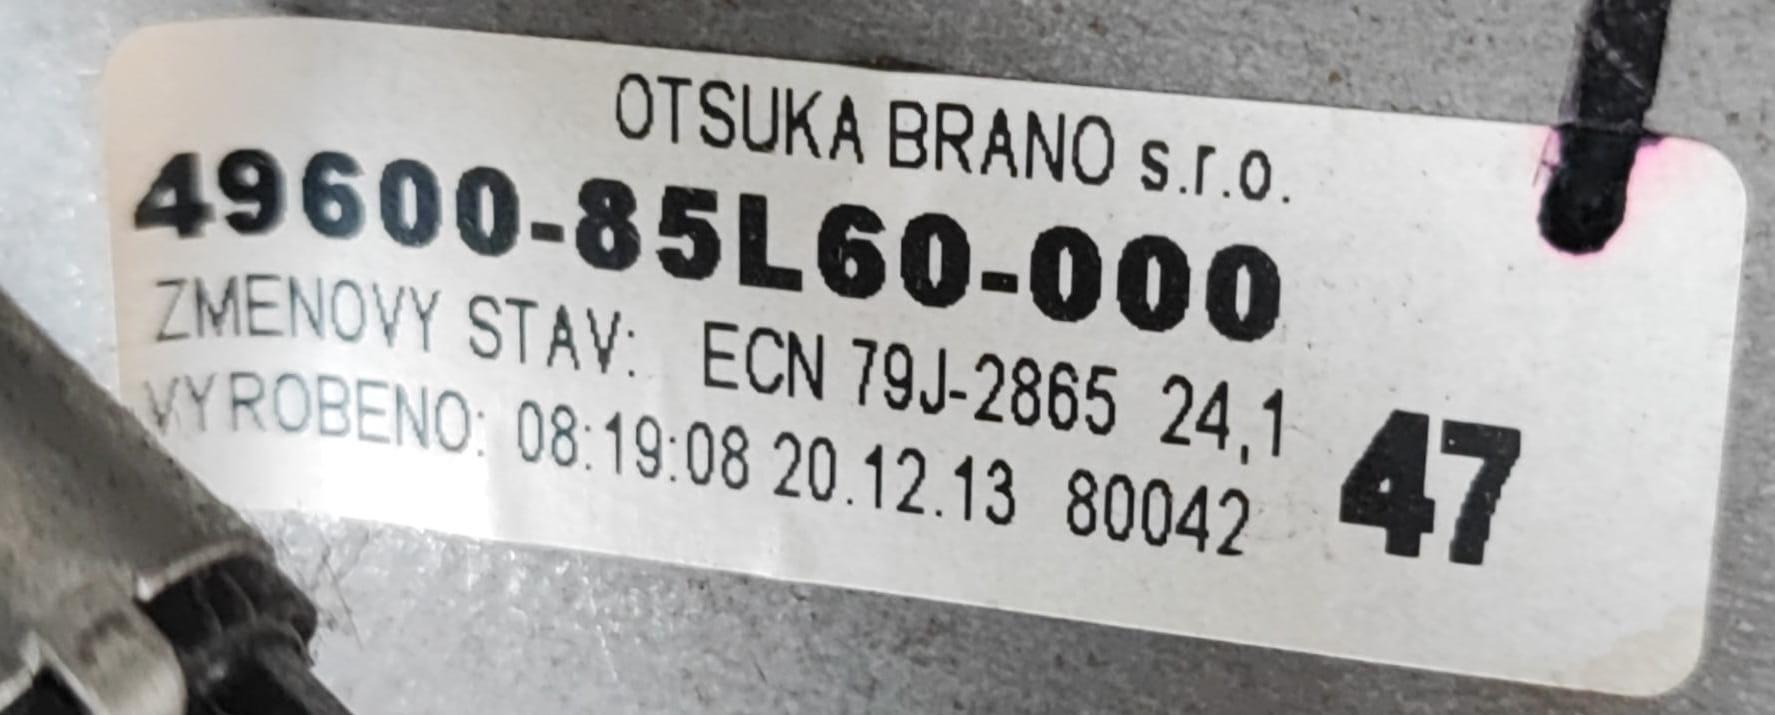 OTSUKA BRANO s.r.o.
49600-85L60-000
ZMENOVY STAV: ECN 79J-2865 24,1
VYROBENO: 08:19:08 20.12.13 80042
47